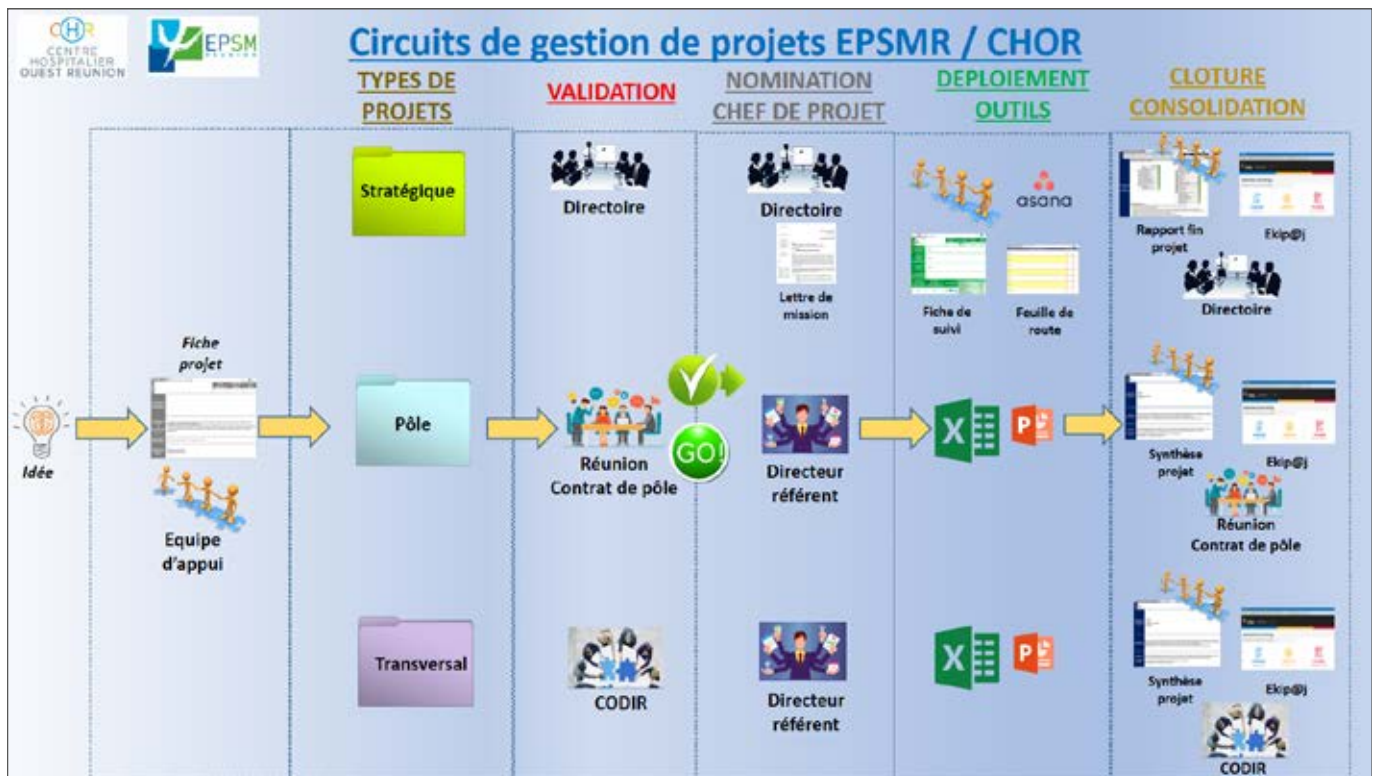 CHOR
CENTRE
HOSPITALIER
OUEST REUNION
EPSM
REUNION
Circuits de gestion de projets EPSMR / CHOR
TYPES DE
PROJETS
VALIDATION
NOMINATION
CHEF DE PROJET
DEPLOIEMENT
OUTILS
CLOTURE
CONSOLIDATION
Idée
Fiche
projet
Equipe
d'appui
Stratégique
Directoire
Directoire
Lettre de
mission
asana
Fiche de
suivi
Feuille de
route
Rapport fin
projet
Ekip@j
Directoire
Pôle
Réunion
Contrat de pôle
GO!
Directeur
référent
X
P
Synthèse
projet
Ekip@j
Réunion
Contrat de pôle
Transversal
CODIR
Directeur
référent
X
P
Synthèse
projet
Ekip@j
CODIR